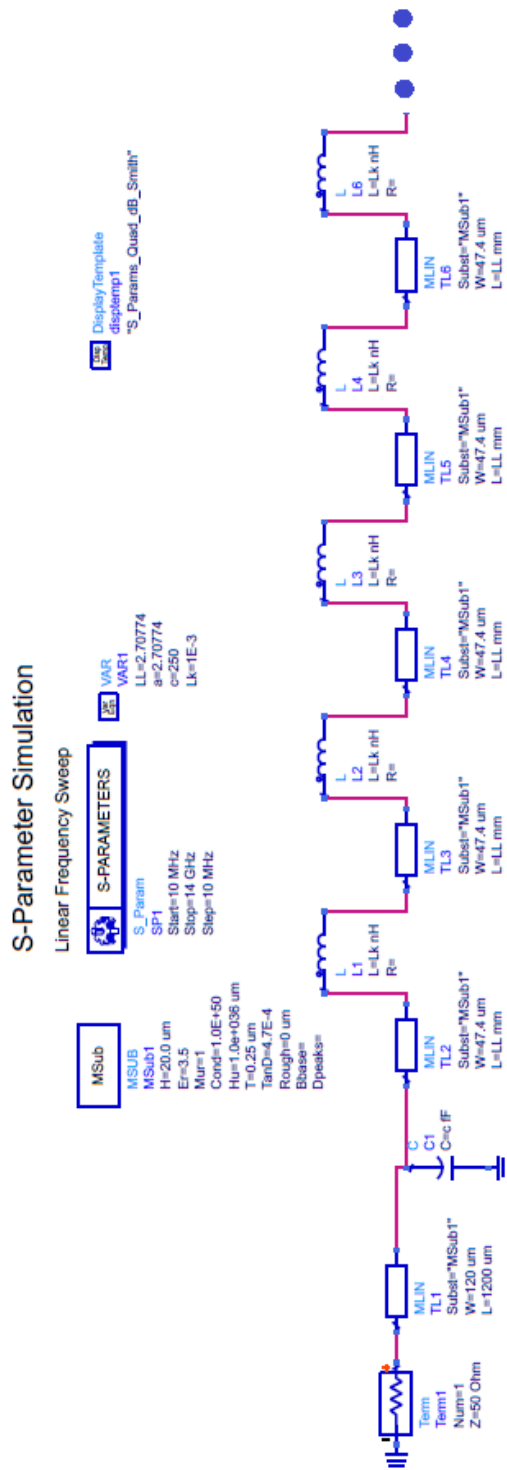 S-Parameter Simulation
Linear Frequency Sweep
MSub
MSUB
MSub1
H=20.0 um
Er=3.5
Mur=1
Cond=1.0E+50
Hu=1.0e+036 um
T=0.25 um
TanD=4.7E-4
Rough=0 um
Bbase=
Dpeaks=
S-PARAMETERS
S_Param
SP1
Start=10 MHz
Stop=14 GHz
Step=10 MHz
Var
Eqn
VAR
VAR1
LL=2.70774
a=2.70774
c=250
Lk=1E-3
Disp
Temp
DisplayTemplate
disptemp1
"S_Params_Quad_dB_Smith"
Term
Term1
Num=1
Z=50 Ohm
MLIN
TL1
Subst="MSub1"
W=120 um
L=1200 um
C
C1
C=c fF
MLIN
TL2
Subst="MSub1"
W=47.4 um
L=LL mm
L
L1
L=Lk nH
R=
MLIN
TL3
Subst="MSub1"
W=47.4 um
L=LL mm
L
L2
L=Lk nH
R=
MLIN
TL4
Subst="MSub1"
W=47.4 um
L=LL mm
L
L3
L=Lk nH
R=
MLIN
TL5
Subst="MSub1"
W=47.4 um
L=LL mm
L
L4
L=Lk nH
R=
MLIN
TL6
Subst="MSub1"
W=47.4 um
L=LL mm
L
L6
L=Lk nH
R=